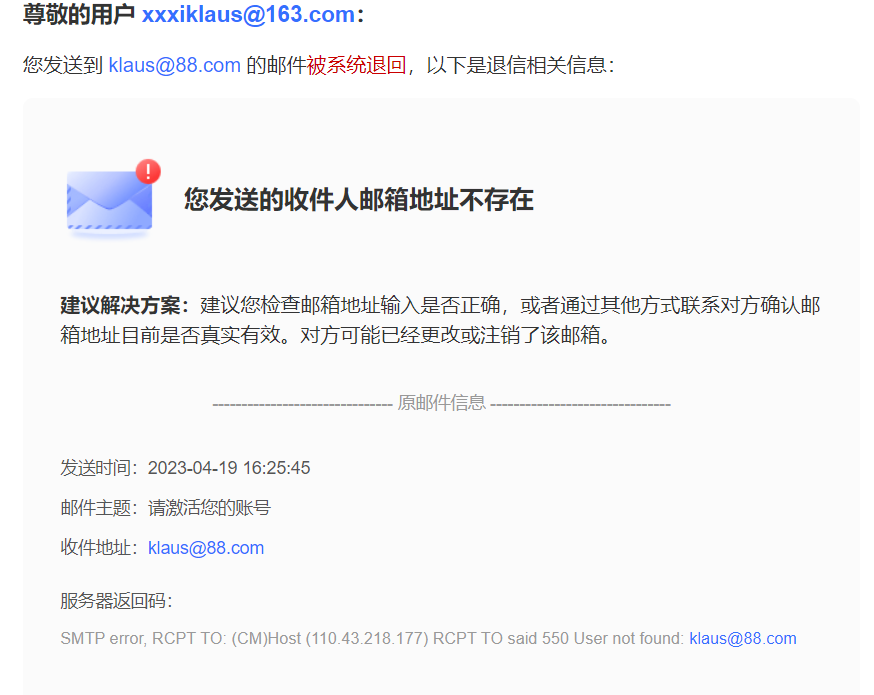 尊敬的用户 xxxiklaus@163.com：
您发送到 klaus@88.com 的邮件被系统退回，以下是退信相关信息：
您发送的收件人邮箱地址不存在
建议解决方案：建议您检查邮箱地址输入是否正确，或者通过其他方式联系对方确认邮
箱地址目前是否真实有效。对方可能已经更改或注销了该邮箱。
------------------------------ 原邮件信息 ------------------------------
发送时间：2023-04-19 16:25:45
邮件主题：请激活您的账号
收件地址：klaus@88.com
服务器返回码：
SMTP error, RCPT TO: (CM)Host (110.43.218.177) RCPT TO said 550 User not found: klaus@88.com